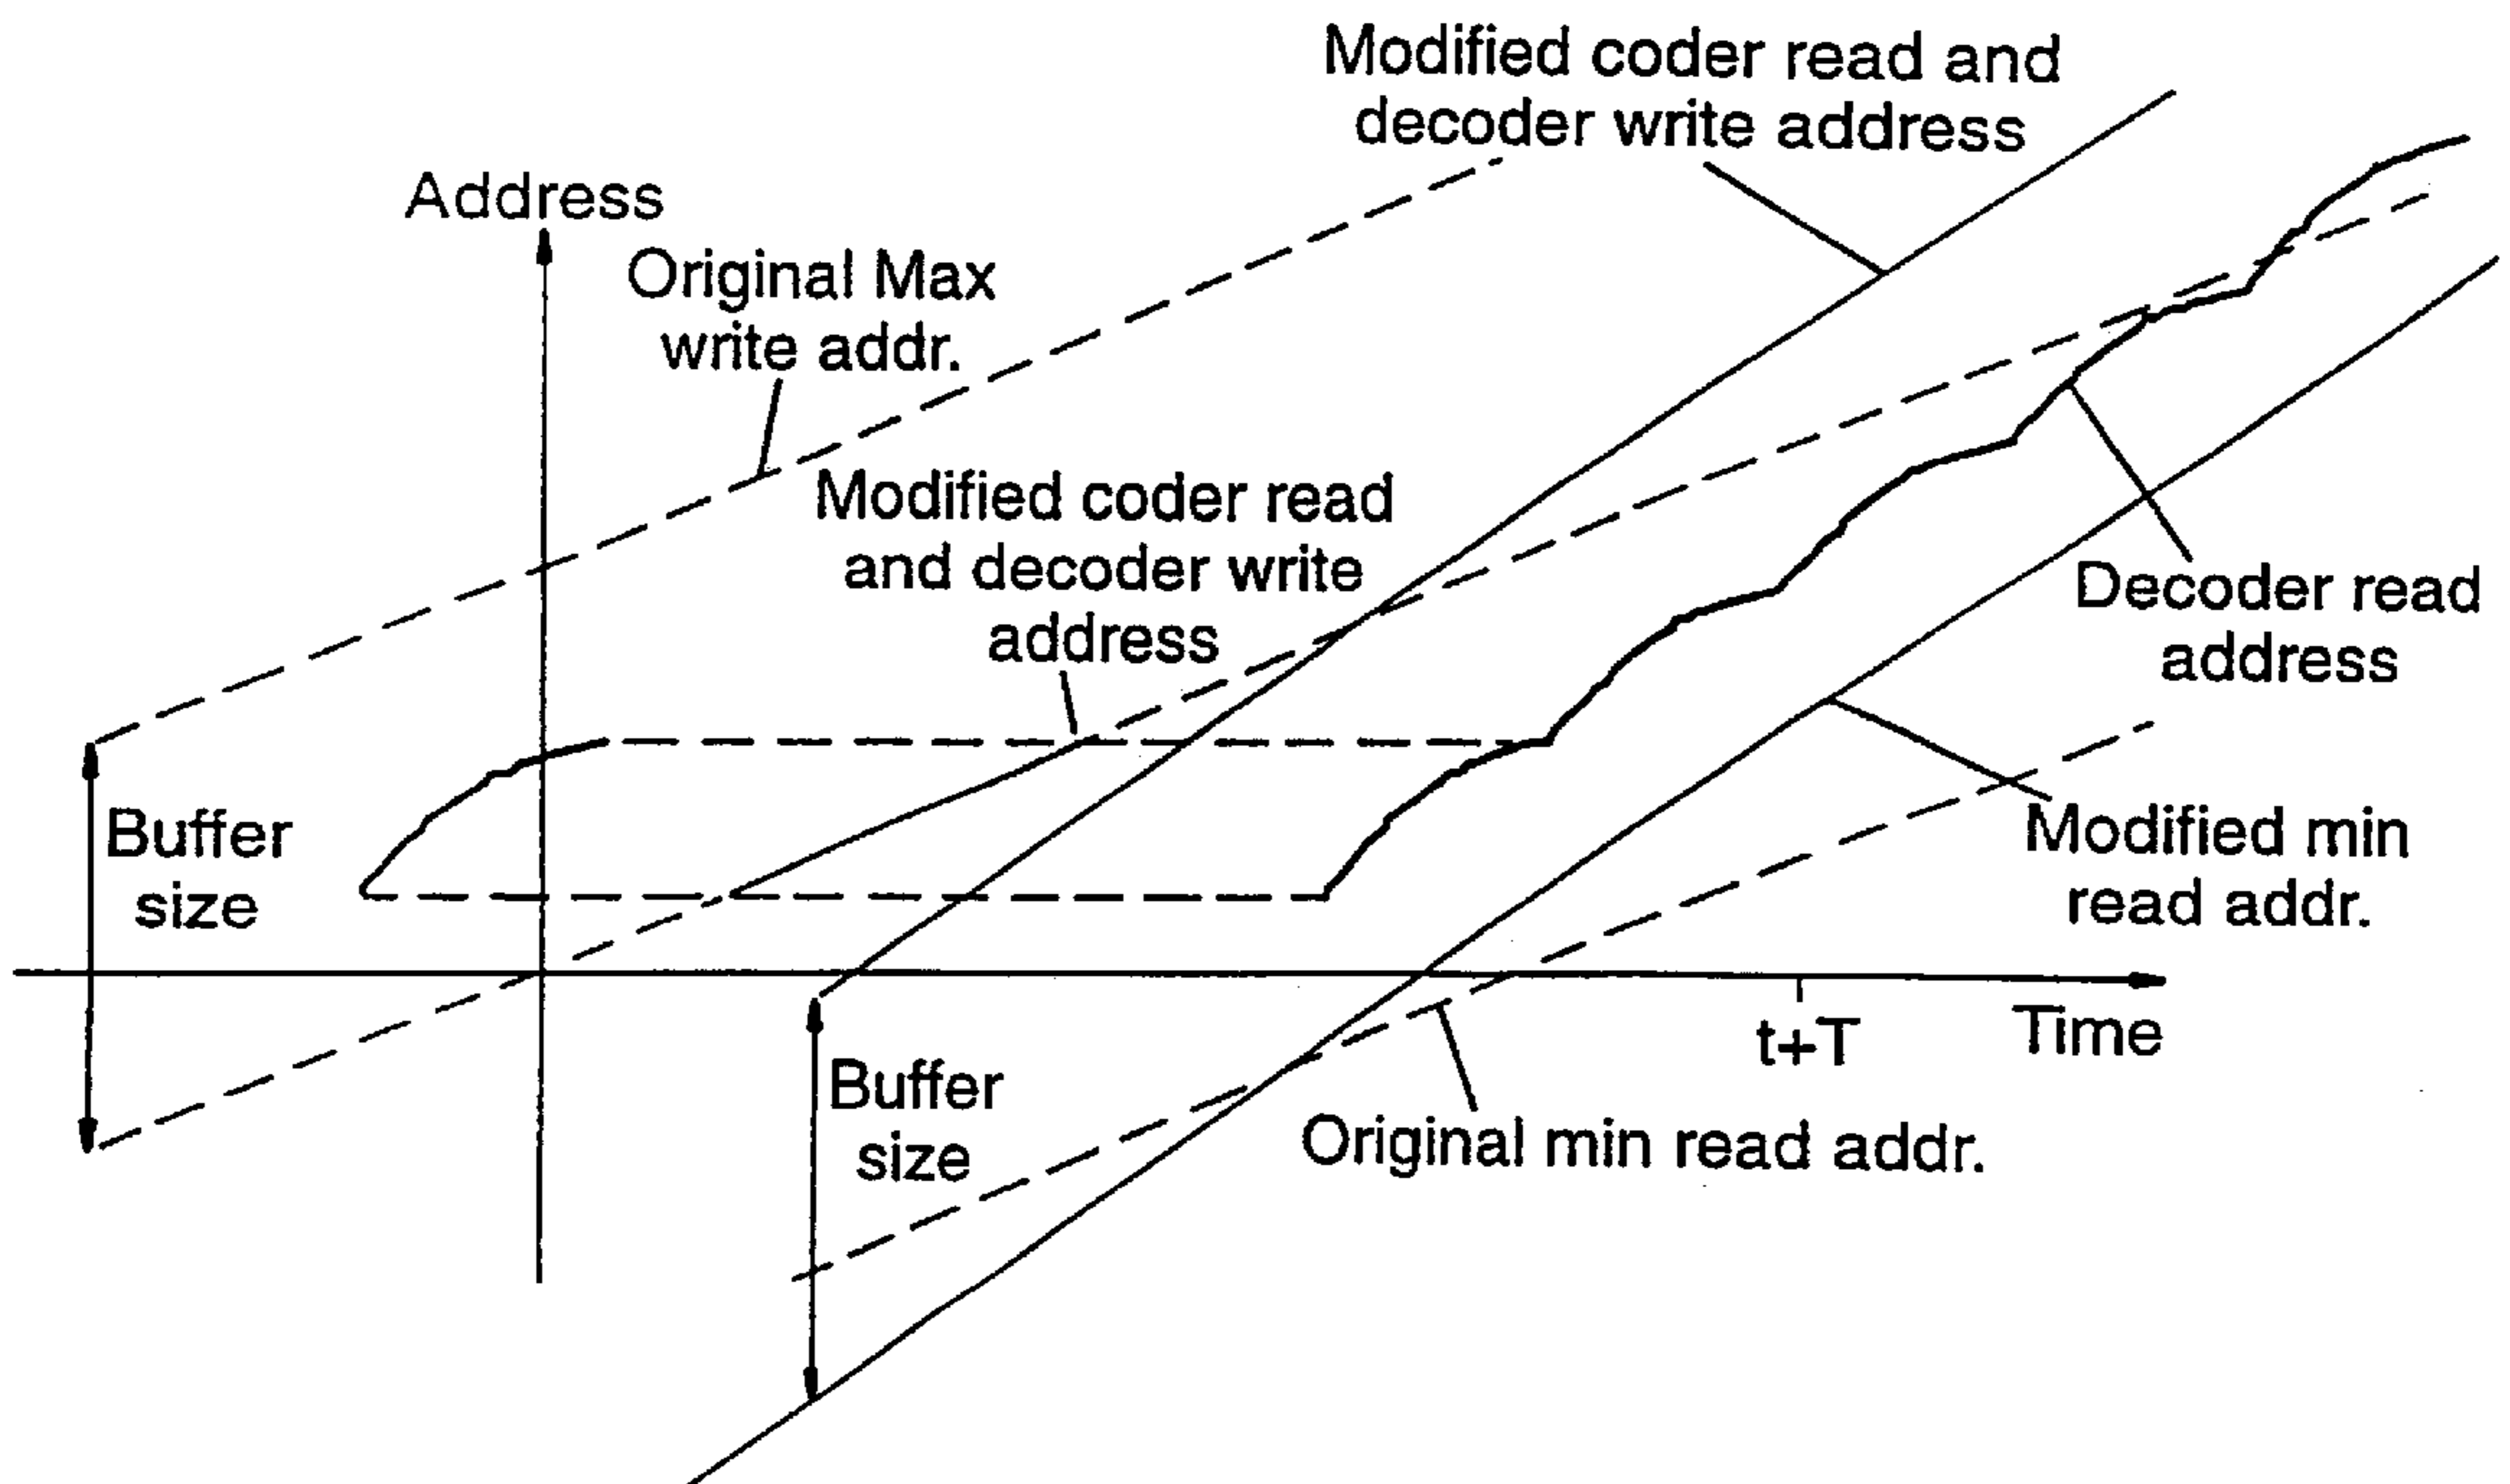 Modified coder read and
decoder write address
Address
Original Max
write addr.
Modified coder read
and decoder write
address
Decoder read
address
Buffer
size
Modified min
read addr.
t+T
Time
Buffer
size
Original min read addr.